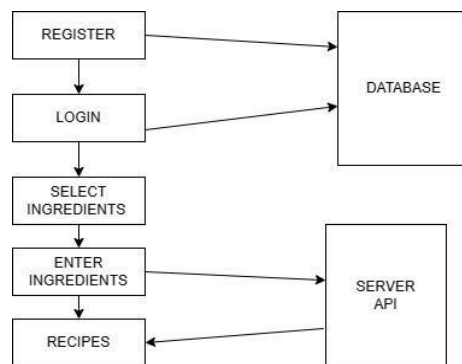 REGISTER
DATABASE
LOGIN
SELECT
INGREDIENTS
ENTER
INGREDIENTS
SERVER
API
RECIPES